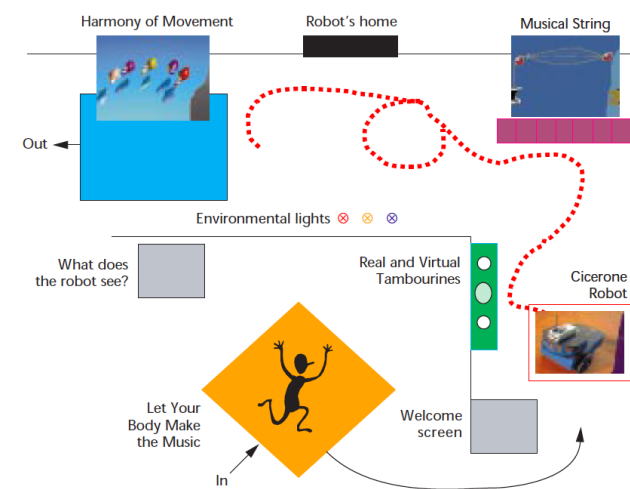 Harmony of Movement
Robot's home
Musical String
Out
Environmental lights
What does
the robot see?
Real and Virtual
Tambourines
Cicerone
Robot
Let Your
Body Make
the Music
Welcome
screen
In